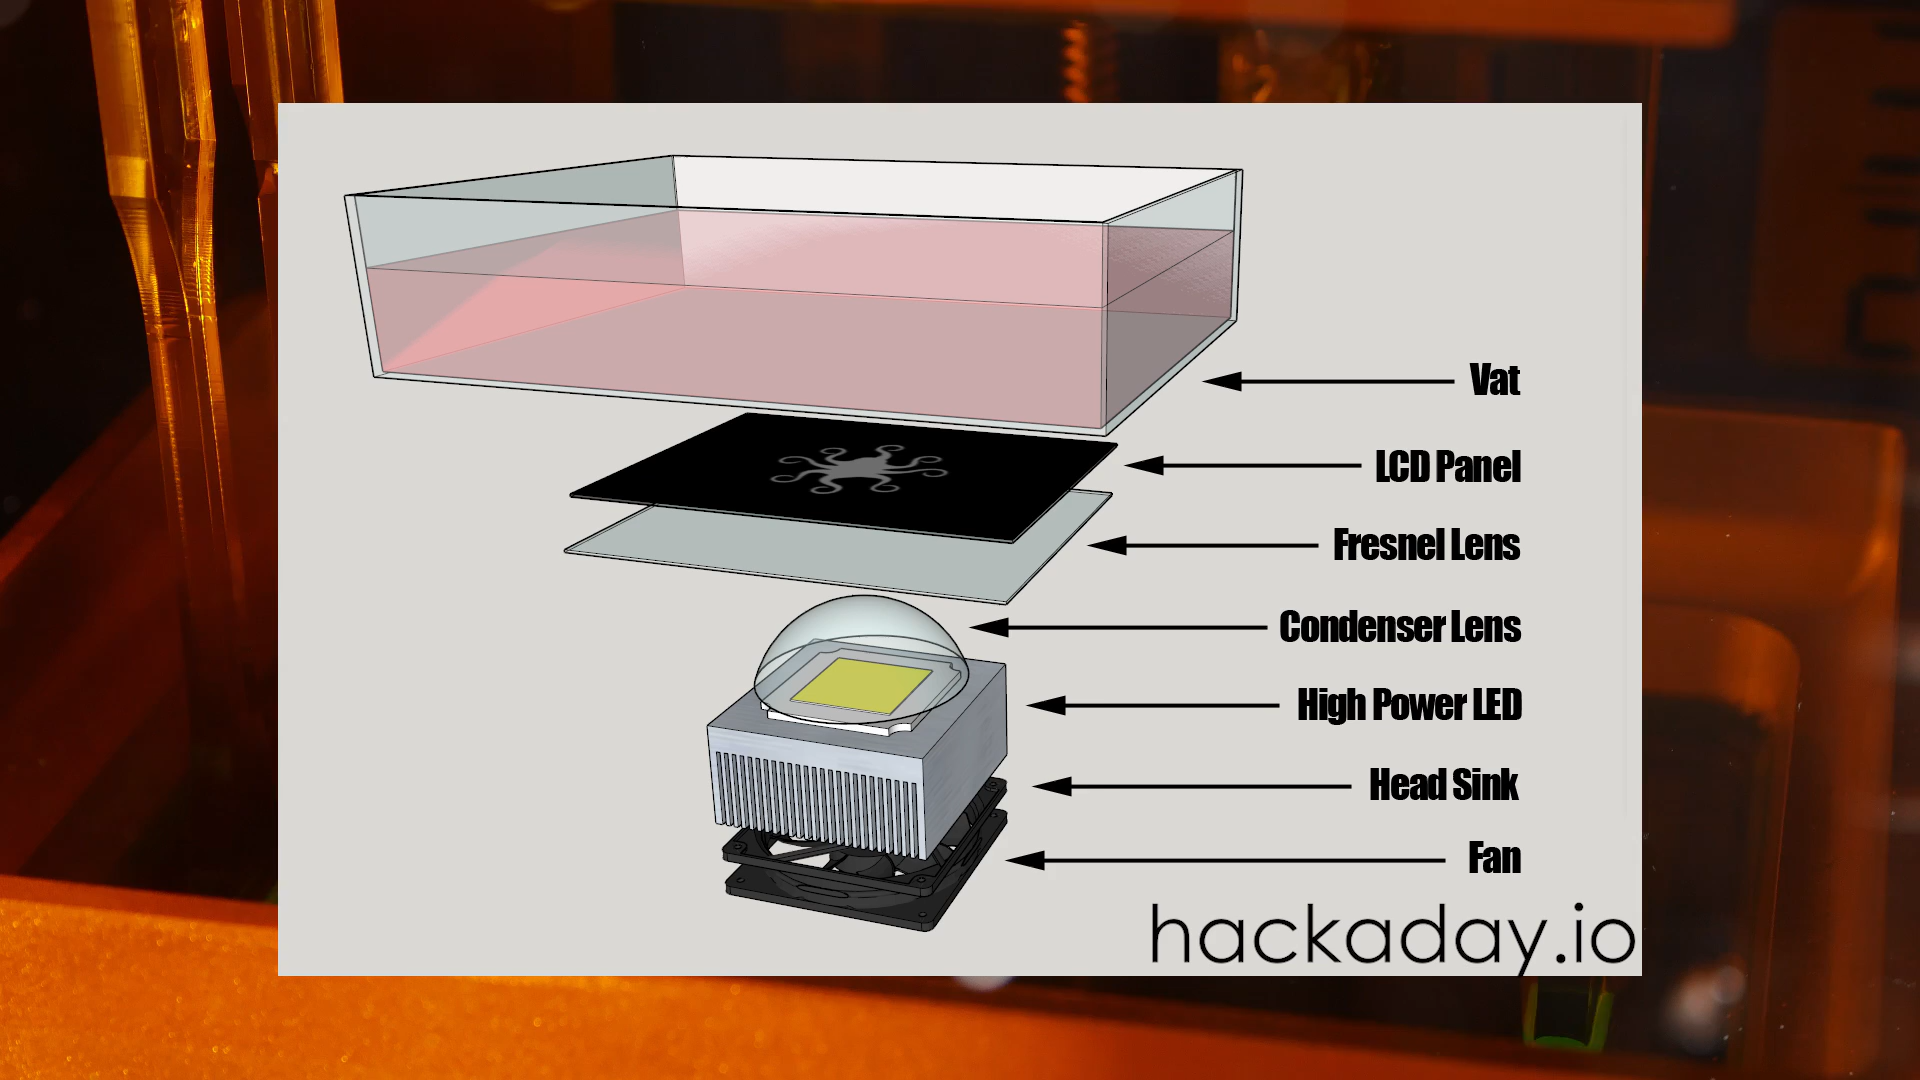 Vat
LCD Panel
Fresnel Lens
Condenser Lens
High Power LED
Head Sink
Fan
hackaday.io